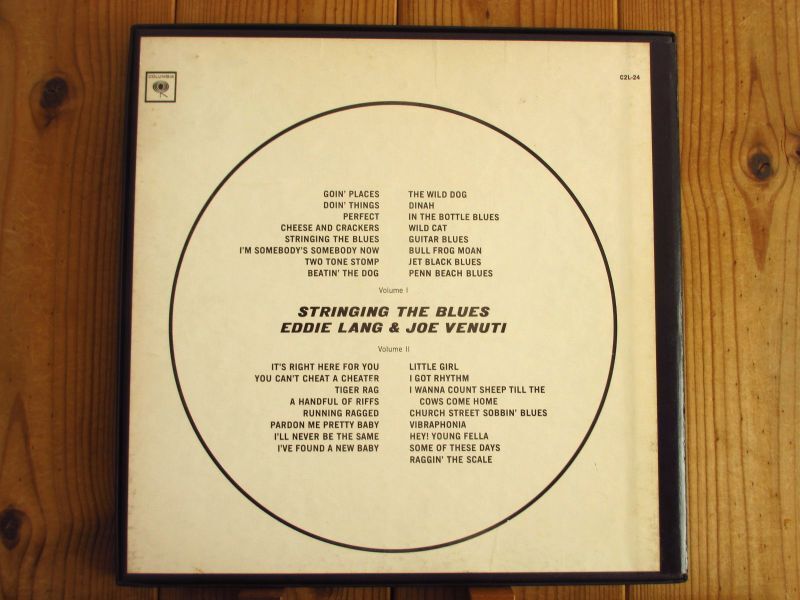 COLUMBIA
C2L-24
GOIN' PLACES
DOIN' THINGS
PERFECT
CHEESE AND CRACKERS
STRINGING THE BLUES
I'M SOMEBODY'S SOMEBODY NOW
TWO TONE STOMP
BEATIN' THE DOG
THE WILD DOG
DINAH
IN THE BOTTLE BLUES
WILD CAT
GUITAR BLUES
BULL FROG MOAN
JET BLACK BLUES
PENN BEACH BLUES
Volume I
STRINGING THE BLUES
EDDIE LANG & JOE VENUTI
Volume II
IT'S RIGHT HERE FOR YOU
YOU CAN'T CHEAT A CHEATER
TIGER RAG
A HANDFUL OF RIFFS
RUNNING RAGGED
PARDON ME PRETTY BABY
I'LL NEVER BE THE SAME
I'VE FOUND A NEW BABY
LITTLE GIRL
I GOT RHYTHM
I WANNA COUNT SHEEP TILL THE
COWS COME HOME
CHURCH STREET SOBBIN' BLUES
VIBRAPHONIA
HEY! YOUNG FELLA
SOME OF THESE DAYS
RAGGIN' THE SCALE